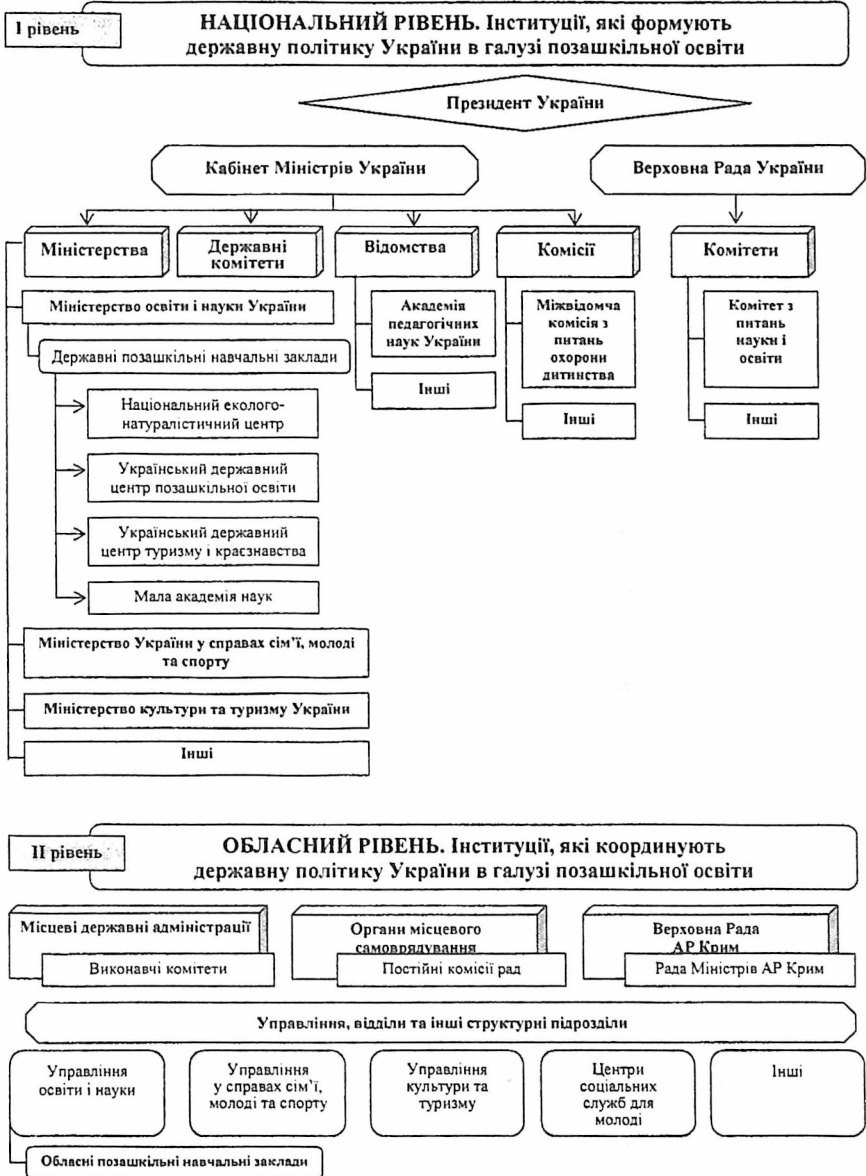 І рівень
НАЦІОНАЛЬНИЙ РІВЕНЬ. Інституції, які формують
державну політику України в галузі позашкільної освіти
Президент України
Кабінет Міністрів України
Верховна Рада України
Міністерства
Державні
комітети
Відомства
Комісії
Комітети
Міністерство освіти і науки України
Державні позашкільні навчальні заклади
Національний еколого-
натуралістичний центр
Український державний
центр позашкільної освіти
Український державний
центр туризму і краєзнавства
Мала академія наук
Міністерство України у справах сім’ї, молоді
та спорту
Міністерство культури та туризму України
Інші
Академія
педагогічних
наук України
Інші
Міжвідомча
комісія з
питань
охорони
дитинства
Інші
Комітет з
питань
науки і
освіти
Інші
ІІ рівень
ОБЛАСНИЙ РІВЕНЬ. Інституції, які координують
державну політику України в галузі позашкільної освіти
Місцеві державні адміністрації
Виконавчі комітети
Органи місцевого
самоврядування
Постійні комісії рад
Верховна Рада
АР Крим
Рада Міністрів АР Крим
Управління, відділи та інші структурні підрозділи
Управління
освіти і науки
Управління
у справах сім’ї,
молоді та спорту
Управління
культури та
туризму
Центри
соціальних
служб для
молоді
Інші
Обласні позашкільні навчальні заклади